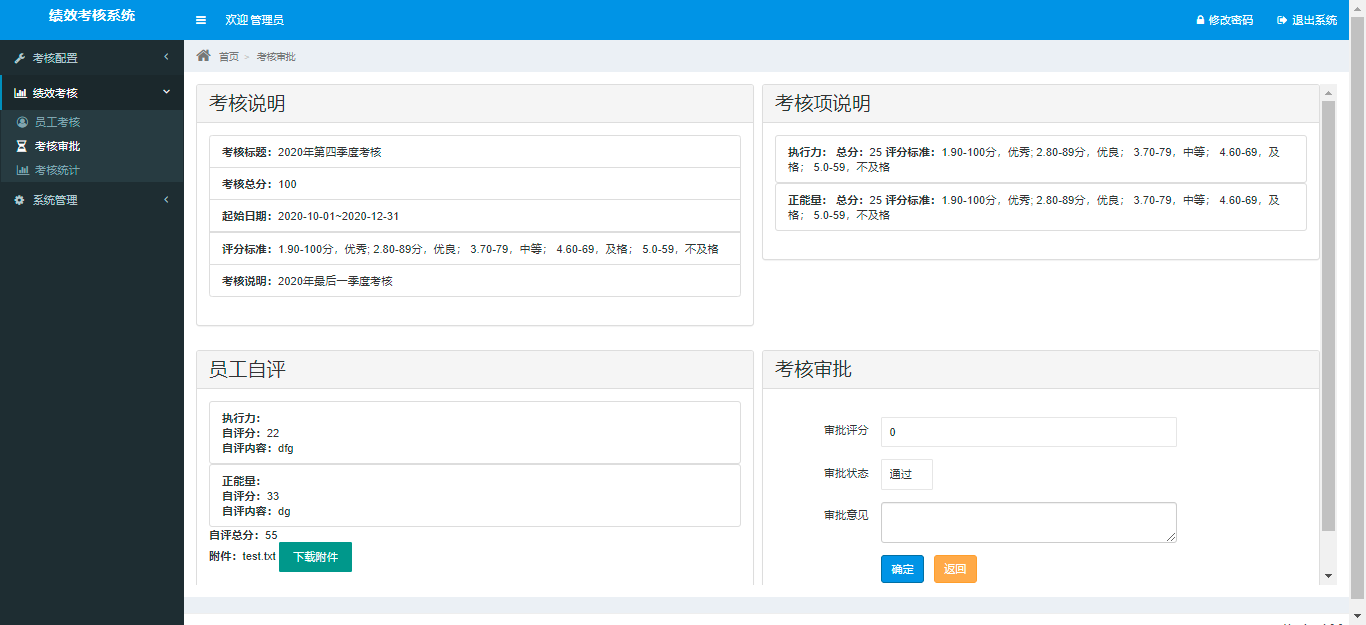 绩效考核系统
欢迎 管理员
修改密码
退出系统
考核配置
绩效考核
员工考核
考核审批
考核统计
系统管理
首页 > 考核审批
考核说明
考核标题：2020年第四季度考核
考核总分：100
起始日期：2020-10-01~2020-12-31
评分标准：1.90-100分，优秀; 2.80-89分，优良； 3.70-79，中等； 4.60-69，及格； 5.0-59，不及格
考核说明：2020年最后一季度考核
考核项说明
执行力： 总分：25 评分标准：1.90-100分，优秀; 2.80-89分，优良； 3.70-79，中等； 4.60-69，及
格； 5.0-59，不及格
正能量： 总分：25 评分标准：1.90-100分，优秀; 2.80-89分，优良； 3.70-79，中等； 4.60-69，及
格； 5.0-59，不及格
员工自评
执行力：
自评分：22
自评内容：dfg
正能量：
自评分：33
自评内容：dg
自评总分：55
附件：test.txt 下载附件
考核审批
审批评分 0
审批状态 通过
审批意见
确定 返回